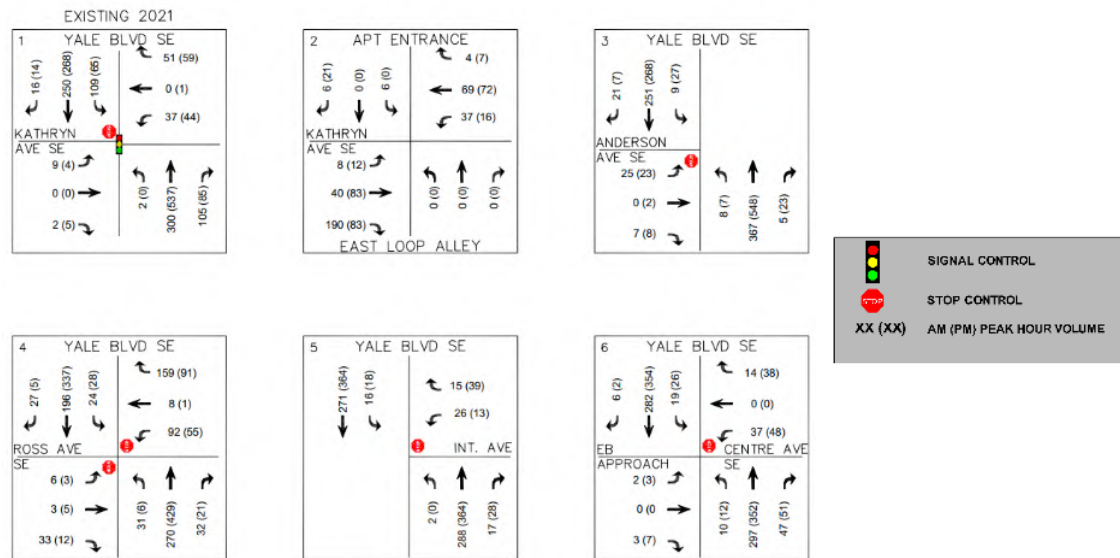 EXISTING 2021
1
YALE BLVD SE
16 (14)
250 (268)
109 (65)
51 (59)
0 (1)
37 (44)
KATHRYN
AVE SE
9 (4)
0 (0)
2 (5)
2 (0)
300 (537)
105 (85)
2
APT ENTRANCE
6 (21)
0 (0)
6 (0)
4 (7)
69 (72)
37 (16)
KATHRYN
AVE SE
8 (12)
40 (83)
190 (83)
0 (0)
0 (0)
0 (0)
EAST LOOP ALLEY
3
YALE BLVD SE
21 (7)
251 (268)
9 (27)
ANDERSON
AVE SE
25 (23)
0 (2)
7 (8)
8 (7)
367 (548)
5 (23)
SIGNAL CONTROL
STOP
STOP CONTROL
XX (XX) AM (PM) PEAK HOUR VOLUME
4
YALE BLVD SE
27 (5)
196 (337)
24 (28)
159 (91)
8 (1)
92 (55)
ROSS AVE
SE
6 (3)
3 (5)
33 (12)
31 (6)
270 (429)
32 (21)
5
YALE BLVD SE
271 (364)
16 (18)
15 (39)
26 (13)
INT. AVE
2 (0)
288 (364)
17 (28)
6
YALE BLVD SE
6 (2)
282 (354)
19 (26)
14 (38)
0 (0)
37 (48)
EB
APPROACH
CENTRE AVE
SE
2 (3)
0 (0
3 (7)
10 (12)
297 (352)
47 (51)